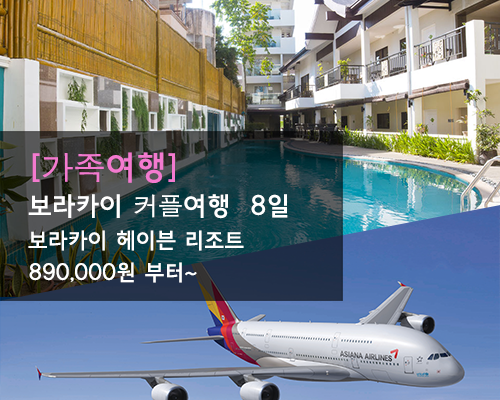 [가족여행]
보라카이 커플여행 8일
보라카이 헤이븐 리조트
890,000원 부터~
ASIANA AIRLINES